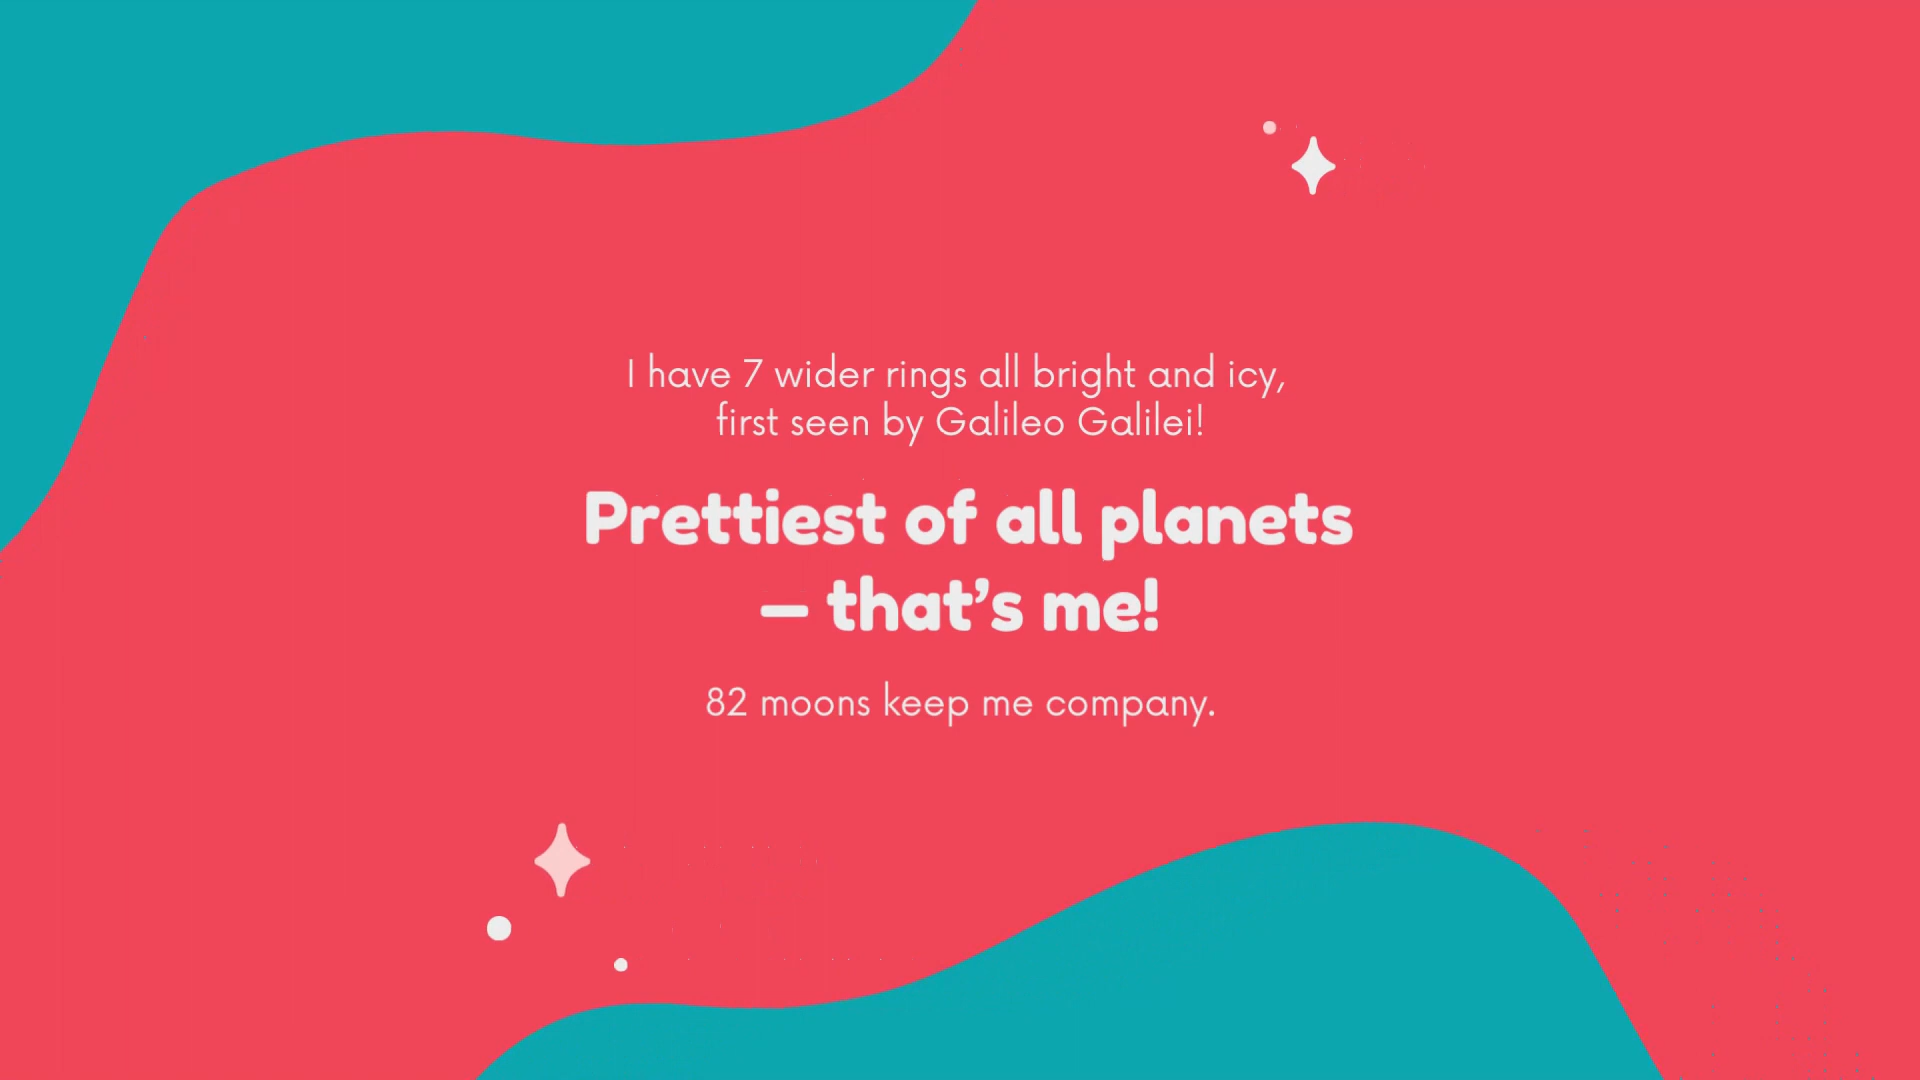 I have 7 wider rings all bright and icy,
first seen by Galileo Galilei!
Prettiest of all planets
– that’s me!
82 moons keep me company.